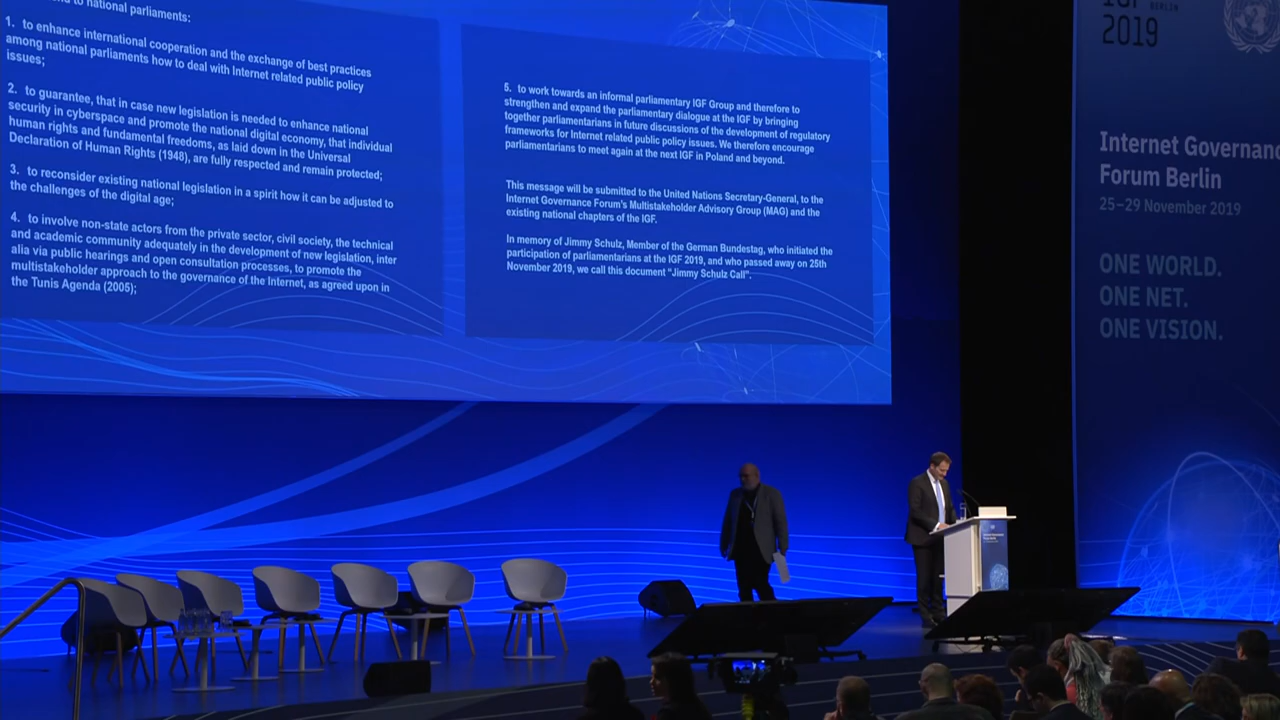 to national parliaments:
1. to enhance international cooperation and the exchange of best practices
among national parliaments how to deal with Internet related public policy
issues;
2. to guarantee, that in case new legislation is needed to enhance national
security in cyberspace and promote the national digital economy, that individual
human rights and fundamental freedoms, as laid down in the Universal
Declaration of Human Rights (1948), are fully respected and remain protected;
3. to reconsider existing national legislation in a spirit how it can be adjusted to
the challenges of the digital age;
4. to involve non-state actors from the private sector, civil society, the technical
and academic community adequately in the development of new legislation, inter
alia via public hearings and open consultation processes, to promote the
multistakeholder approach to the governance of the Internet, as agreed upon in
the Tunis Agenda (2005);
5. to work towards an informal parliamentary IGF Group and therefore to
strengthen and expand the parliamentary dialogue at the IGF by bringing
together parliamentarians in future discussions of the development of regulatory
frameworks for Internet related public policy issues. We therefore encourage
parliamentarians to meet again at the next IGF in Poland and beyond.
This message will be submitted to the United Nations Secretary-General, to the
Internet Governance Forum's Multistakeholder Advisory Group (MAG) and the
existing national chapters of the IGF.
In memory of Jimmy Schulz, Member of the German Bundestag, who initiated the
participation of parliamentarians at the IGF 2019, and who passed away on 25th
November 2019, we call this document "Jimmy Schulz Call".
IGF BERLIN
2019
Internet Governanc
Forum Berlin
25–29 November 2019
ONE WORLD.
ONE NET.
ONE VISION.